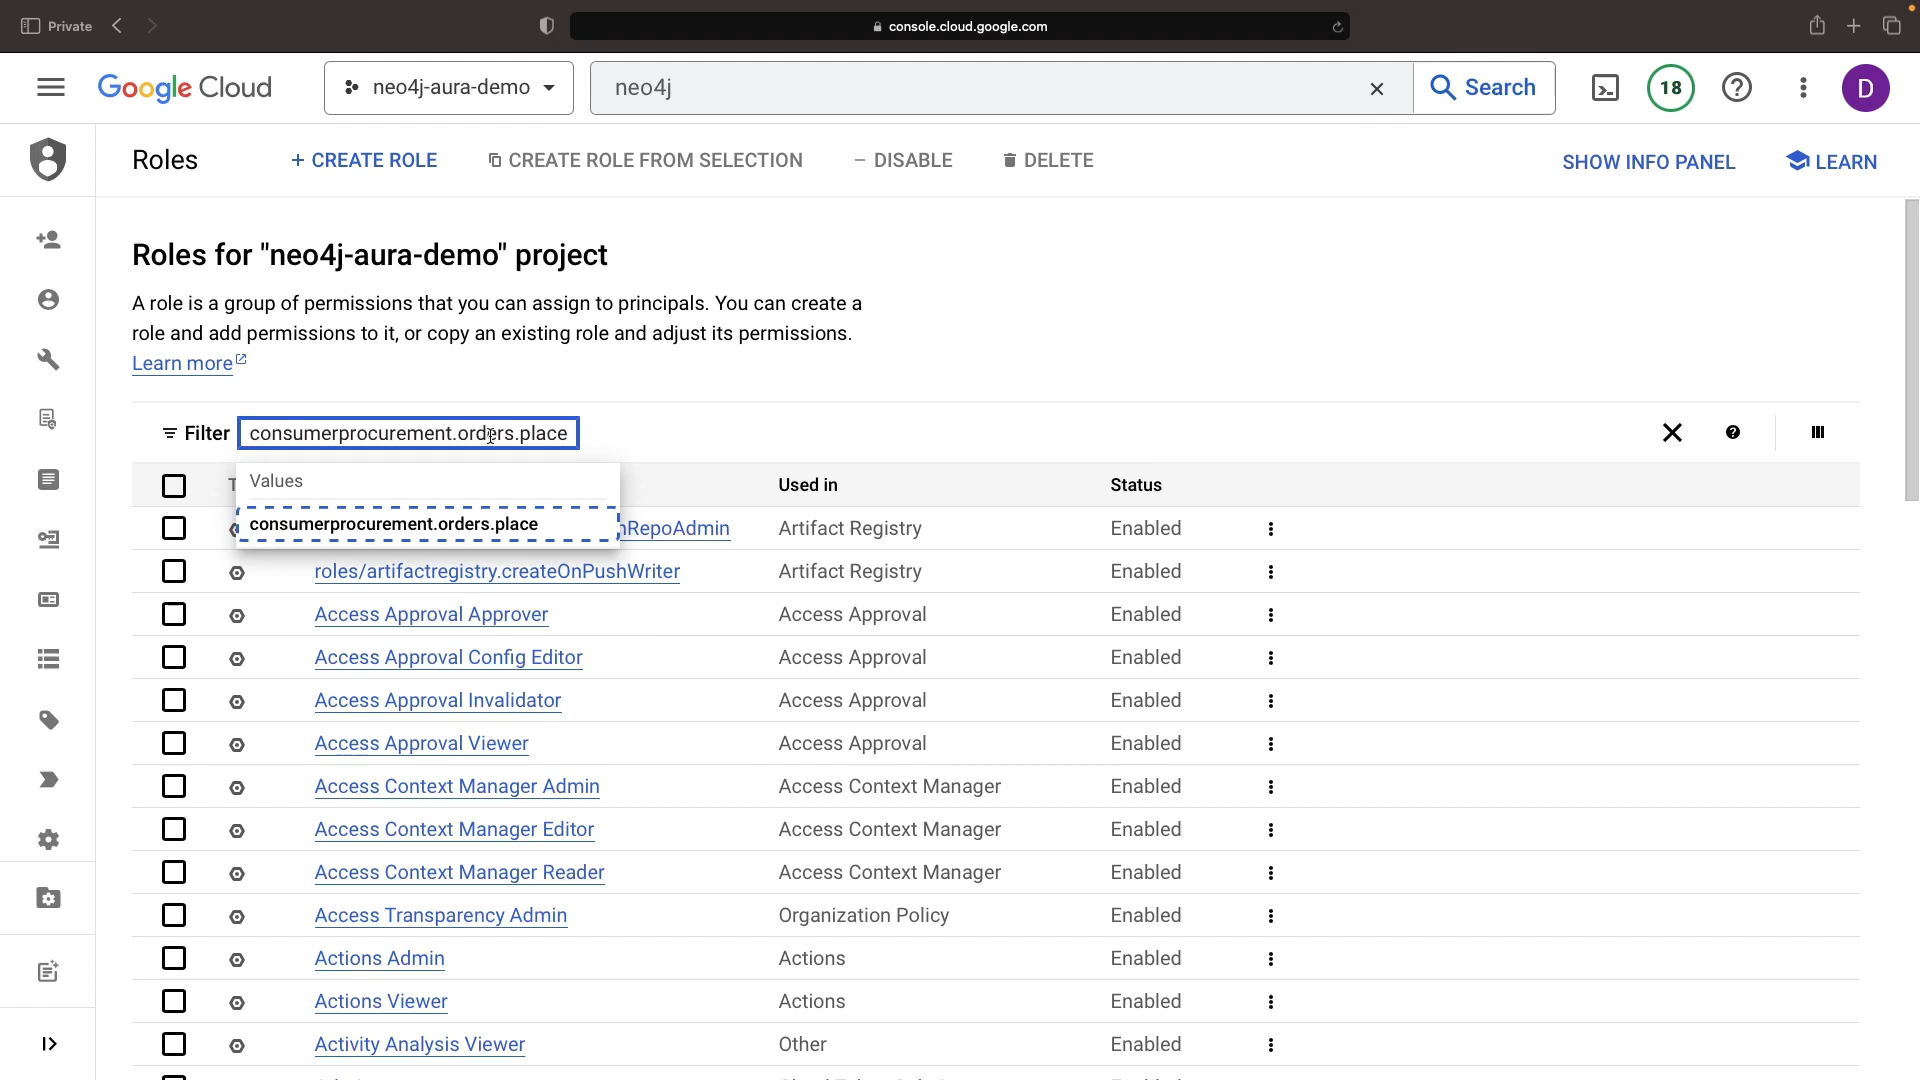 Private
console.cloud.google.com
Google Cloud
neo4j-aura-demo
neo4j
Search
18
D
Roles
+ CREATE ROLE
CREATE ROLE FROM SELECTION
DISABLE
DELETE
SHOW INFO PANEL
LEARN
Roles for "neo4j-aura-demo" project
A role is a group of permissions that you can assign to principals. You can create a
role and add permissions to it, or copy an existing role and adjust its permissions.
Learn more
Filter consumerprocurement.orders.place
Values
consumerprocurement.orders.place
Used in Status
nRepoAdmin Artifact Registry Enabled
roles/artifactregistry.createOnPushWriter Artifact Registry Enabled
Access Approval Approver Access Approval Enabled
Access Approval Config Editor Access Approval Enabled
Access Approval Invalidator Access Approval Enabled
Access Approval Viewer Access Approval Enabled
Access Context Manager Admin Access Context Manager Enabled
Access Context Manager Editor Access Context Manager Enabled
Access Context Manager Reader Access Context Manager Enabled
Access Transparency Admin Organization Policy Enabled
Actions Admin Actions Enabled
Actions Viewer Actions Enabled
Activity Analysis Viewer Other Enabled